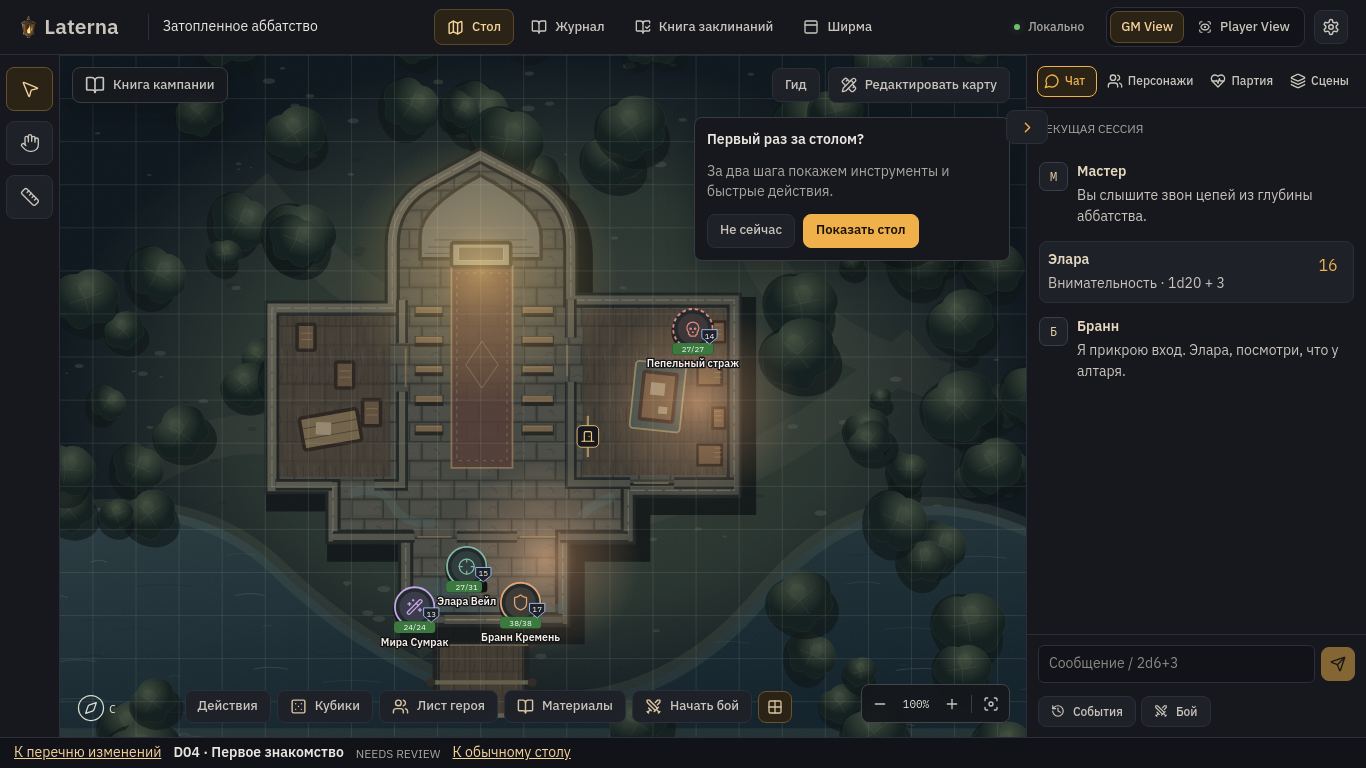 Laterna
Затопленное аббатство
Стол
Журнал
Книга заклинаний
Ширма
Локально
GM View
Player View
Книга кампании
Гид
Редактировать карту
Чат
Персонажи
Партия
Сцены
Первый раз за столом?
За два шага покажем инструменты и
быстрые действия.
Не сейчас
Показать стол
ЕКУЩАЯ СЕССИЯ
М
Мастер
Вы слышите звон цепей из глубины
аббатства.
Элара
16
Внимательность · 1d20 + 3
Б
Бранн
Я прикрою вход. Элара, посмотри, что у
алтаря.
14
27/27
Пепельный страж
15
27/31
Элара Вейл
13
24/24
Мира Сумрак
17
38/38
Бранн Кремень
С
Действия
Кубики
Лист героя
Материалы
Начать бой
100%
Сообщение / 2d6+3
События
Бой
К перечню изменений
D04 · Первое знакомство
NEEDS REVIEW
К обычному столу